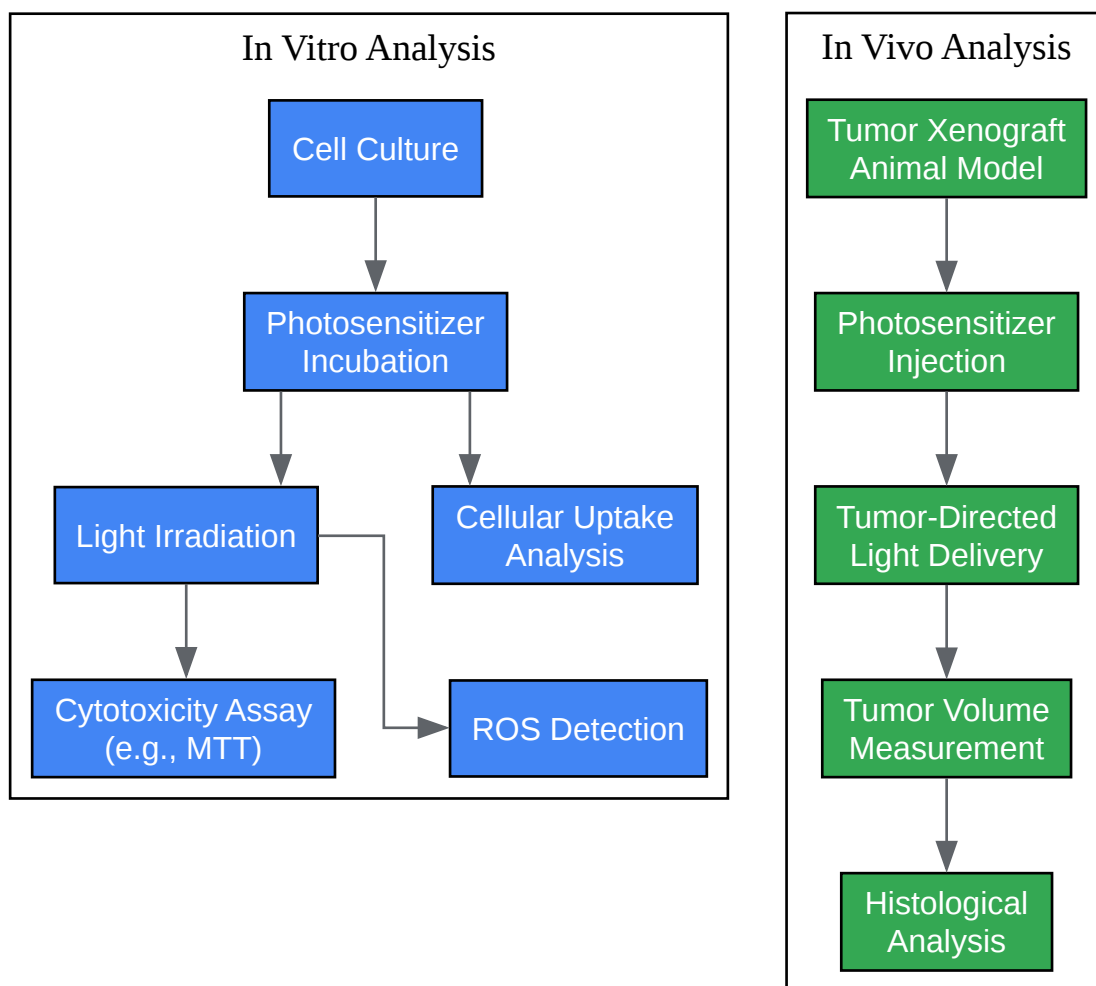 In Vitro Analysis
Cell Culture
Photosensitizer
Incubation
Light Irradiation
Cellular Uptake
Analysis
Cytotoxicity Assay
(e.g., MTT)
ROS Detection
In Vivo Analysis
Tumor Xenograft
Animal Model
Photosensitizer
Injection
Tumor-Directed
Light Delivery
Tumor Volume
Measurement
Histological
Analysis